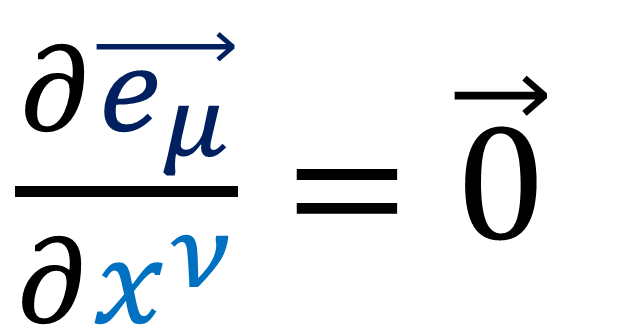 ∂e⃗_μ / ∂x^ν = 0⃗